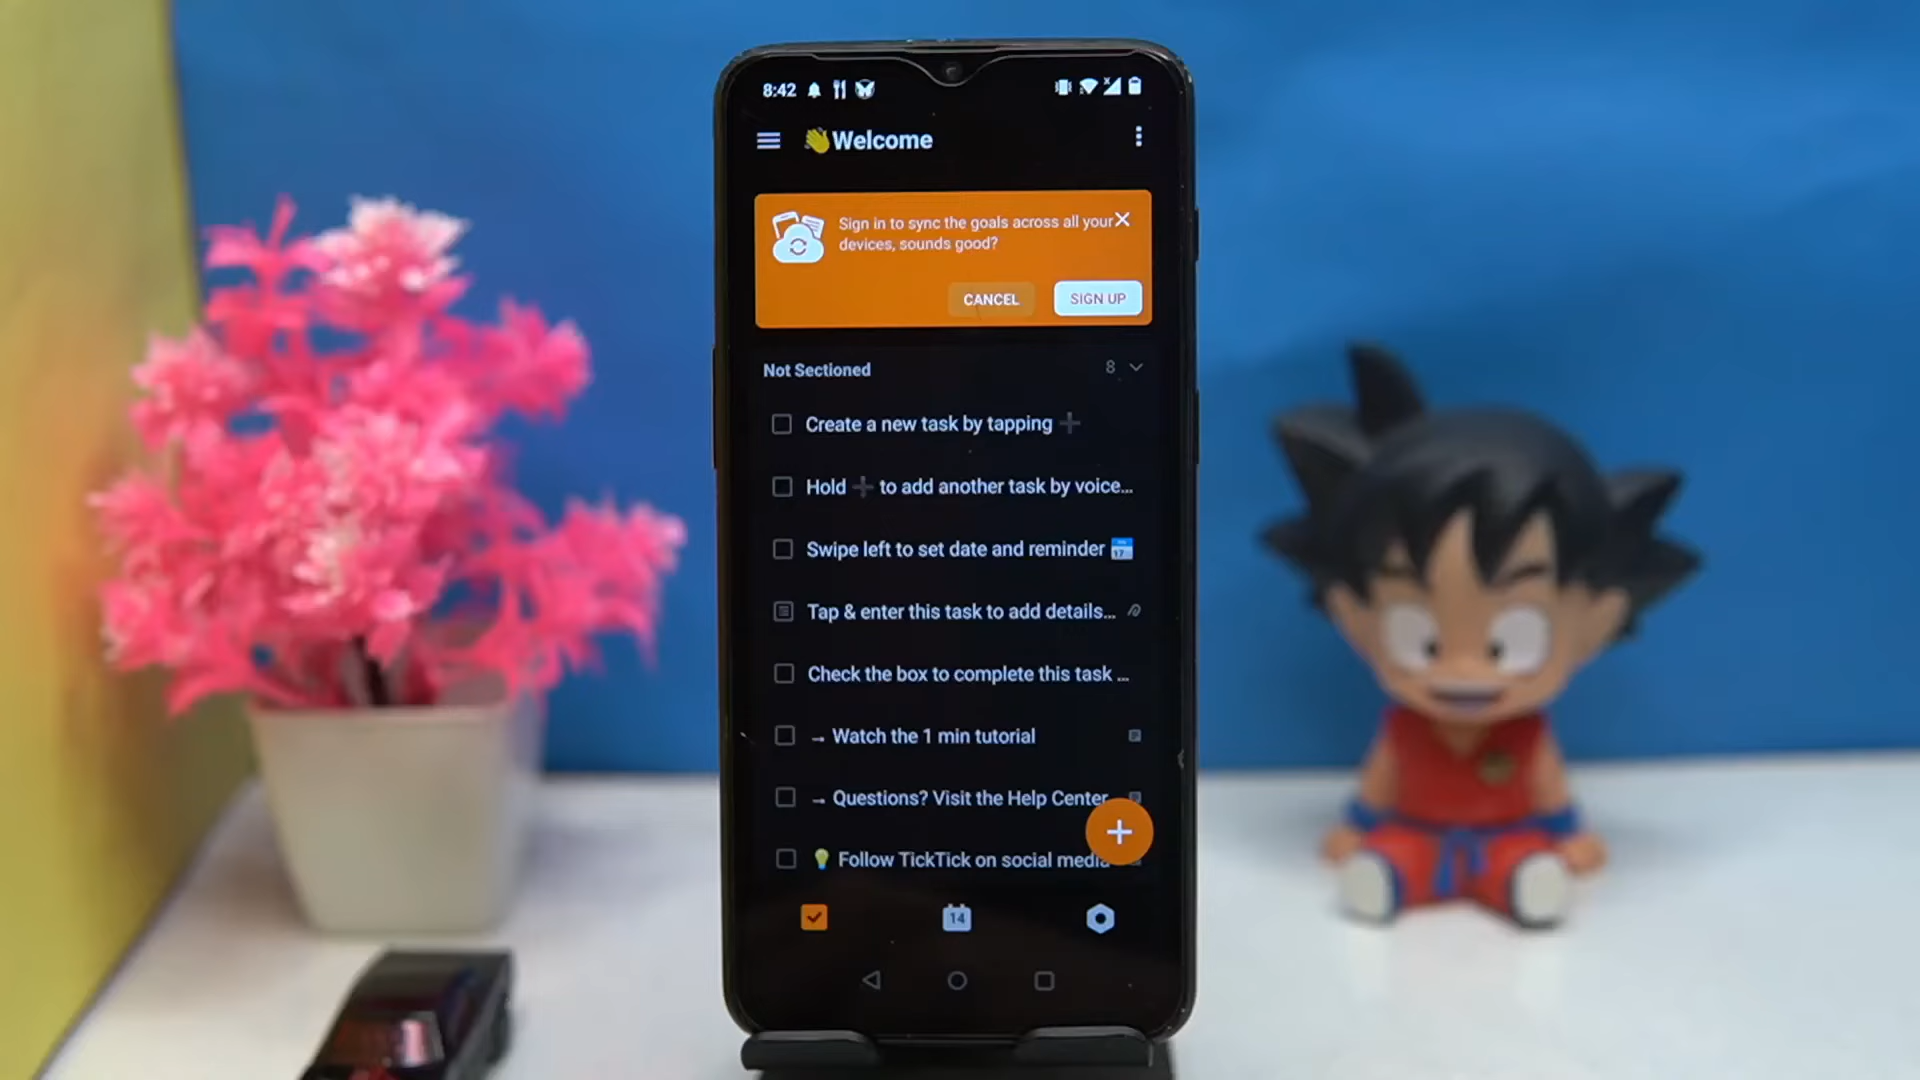 8:42
👋Welcome
Sign in to sync the goals across all your
devices, sounds good?
CANCEL
SIGN UP
Not Sectioned
8
Create a new task by tapping ➕
Hold ➕ to add another task by voice...
Swipe left to set date and reminder 📅
Tap & enter this task to add details...
Check the box to complete this task ...
→ Watch the 1 min tutorial
→ Questions? Visit the Help Center
💡 Follow TickTick on social media
14